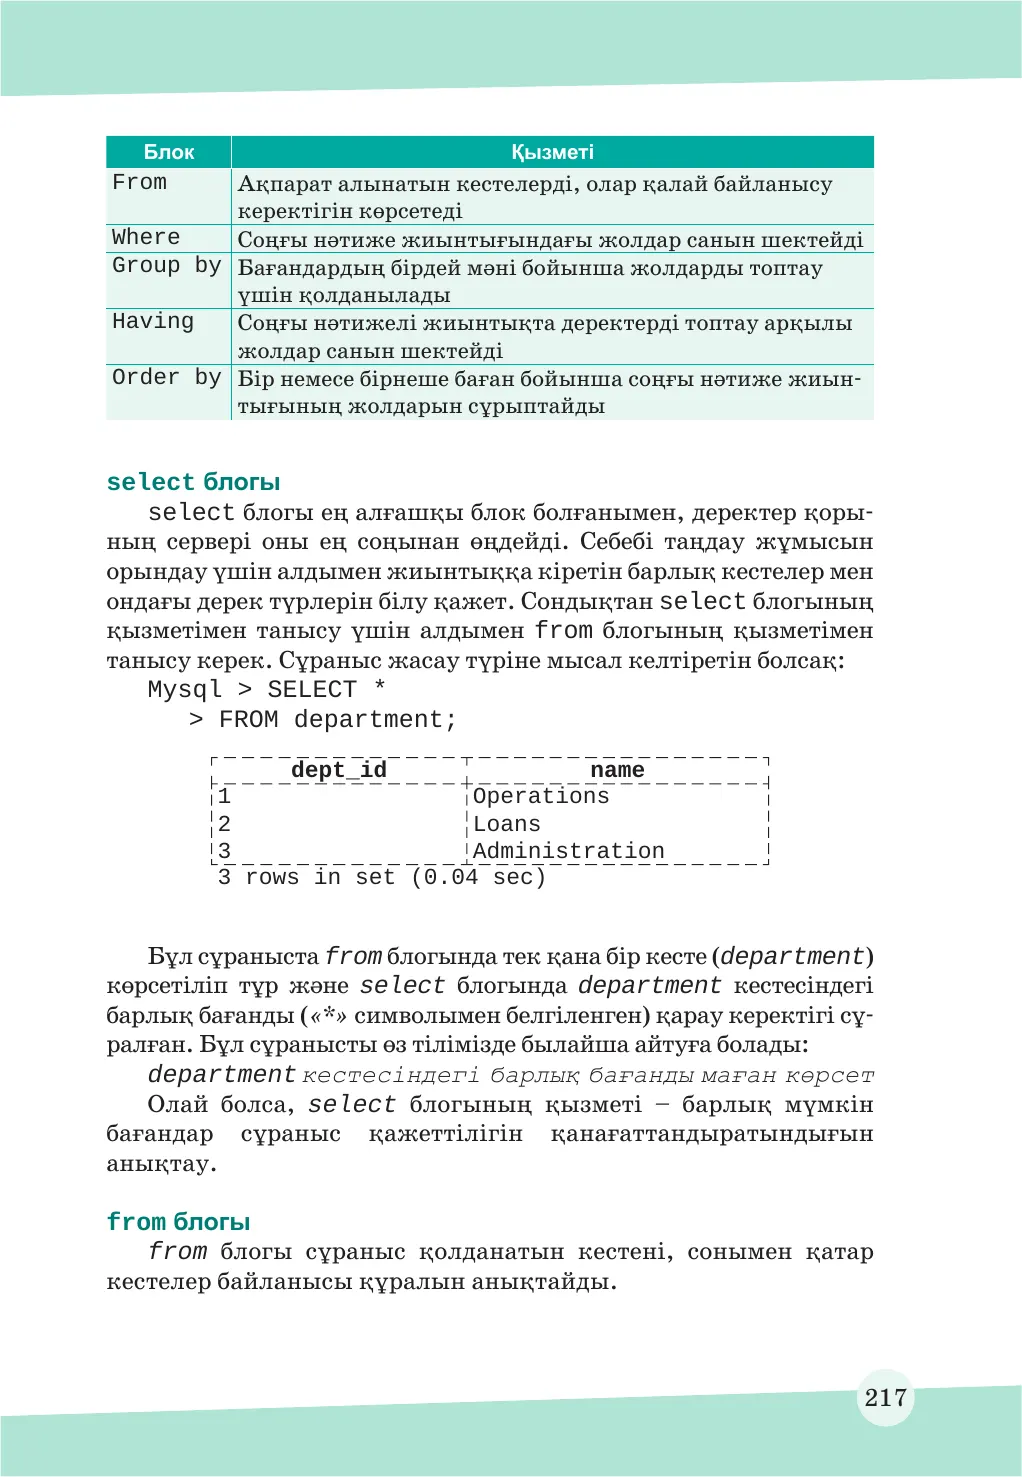 Блок Қызметі
From Ақпарат алынатын кестелерді, олар қалай байланысу
керектігін көрсетеді
Where Соңғы нәтиже жиынтығындағы жолдар санын шектейді
Group by Бағандардың бірдей мәні бойынша жолдарды топтау
үшін қолданылады
Having Соңғы нәтижелі жиынтықта деректерді топтау арқылы
жолдар санын шектейді
Order by Бір немесе бірнеше баған бойынша соңғы нәтиже жиын-
тығының жолдарын сұрыптайды
select блогы
select блогы ең алғашқы блок болғанымен, деректер қоры-
ның сервері оны ең соңынан өңдейді. Себебі таңдау жұмысын
орындау үшін алдымен жиынтыққа кіретін барлық кестелер мен
ондағы дерек түрлерін білу қажет. Сондықтан select блогының
қызметімен танысу үшін алдымен from блогының қызметімен
танысу керек. Сұраныс жасау түріне мысал келтіретін болсақ:
Mysql > SELECT *
> FROM department;
dept_id name
1 Operations
2 Loans
3 Administration
3 rows in set (0.04 sec)
Бұл сұраныста from блогында тек қана бір кесте (department)
көрсетіліп тұр және select блогында department кестесіндегі
барлық бағанды («*» символымен белгіленген) қарау керектігі сұ-
ралған. Бұл сұранысты өз тілімізде былайша айтуға болады:
department кестесіндегі барлық бағанды маған көрсет
Олай болса, select блогының қызметі – барлық мүмкін
бағандар сұраныс қажеттілігін қанағаттандыратындығын
анықтау.
from блогы
from блогы сұраныс қолданатын кестені, сонымен қатар
кестелер байланысы құралын анықтайды.
217